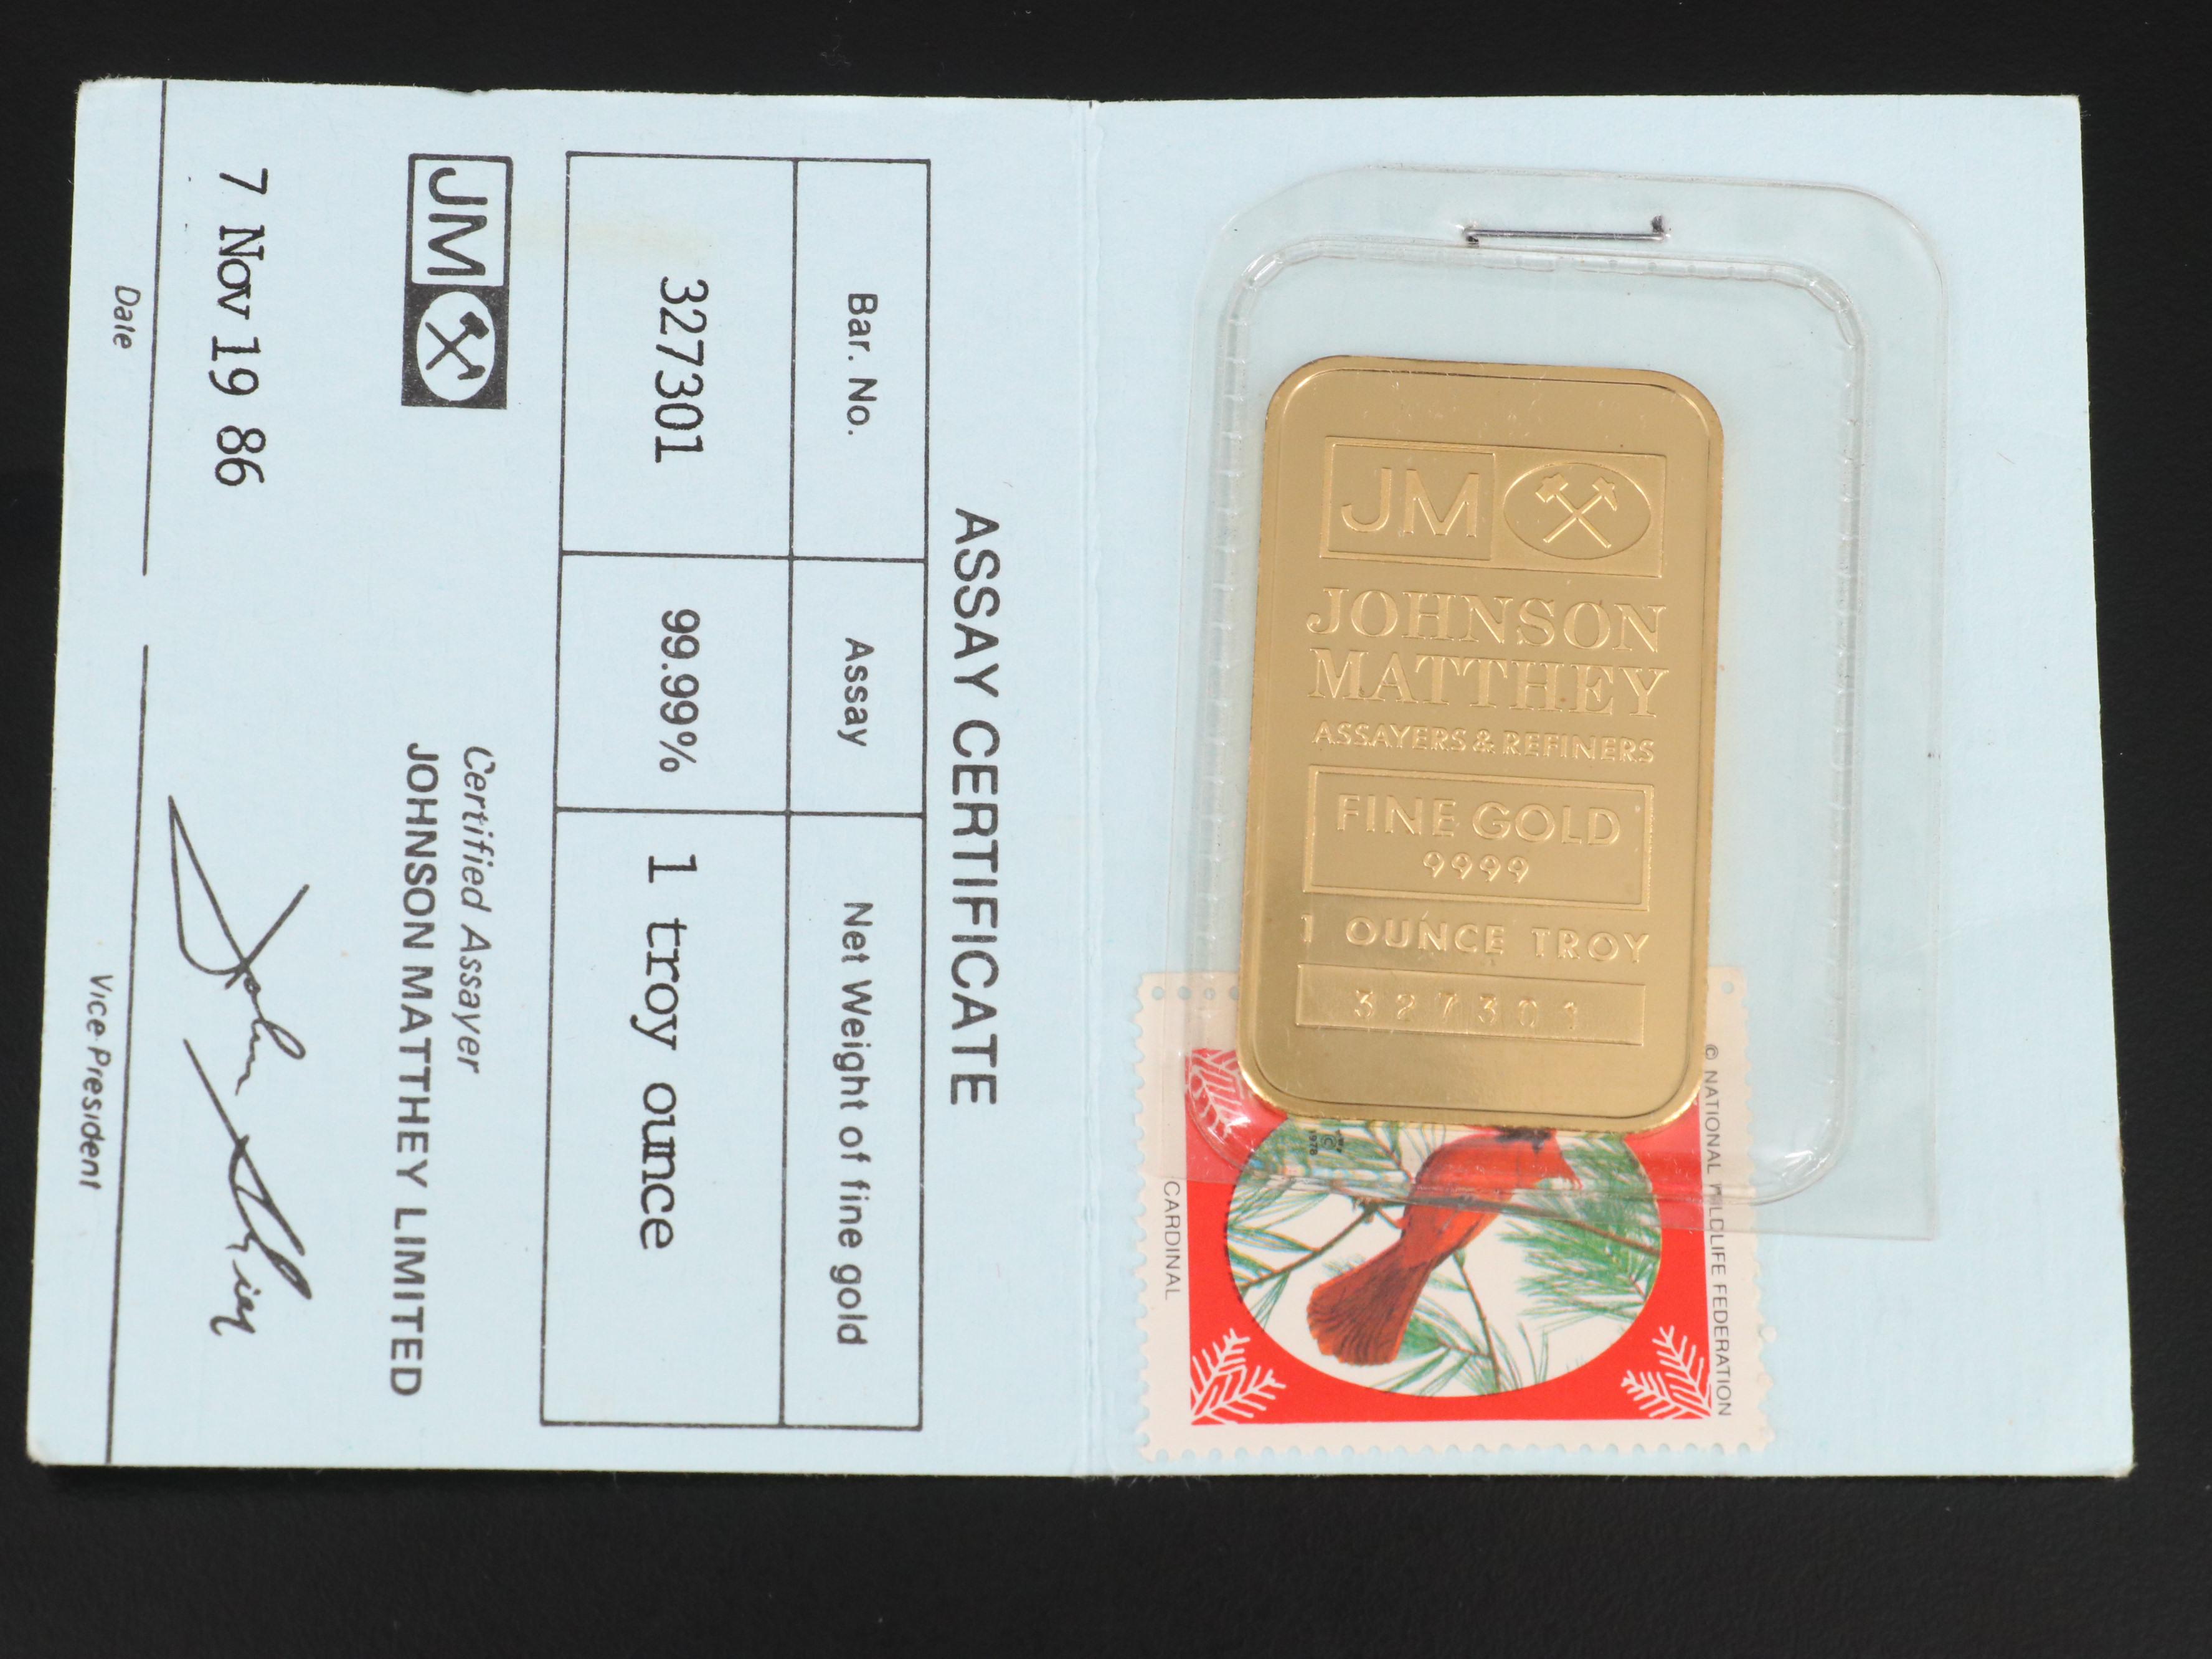 ASSAY CERTIFICATE
Bar. No. Assay Net Weight of fine gold
327301 99.99% 1 troy ounce
JM
Certified Assayer
JOHNSON MATTHEY LIMITED
7 Nov 19 86
Date Vice President
JM
JOHNSON
MATTHEY
ASSAYERS & REFINERS
FINE GOLD
9999
1 OUNCE TROY
327301
© NATIONAL WILDLIFE FEDERATION
©
1978
CARDINAL